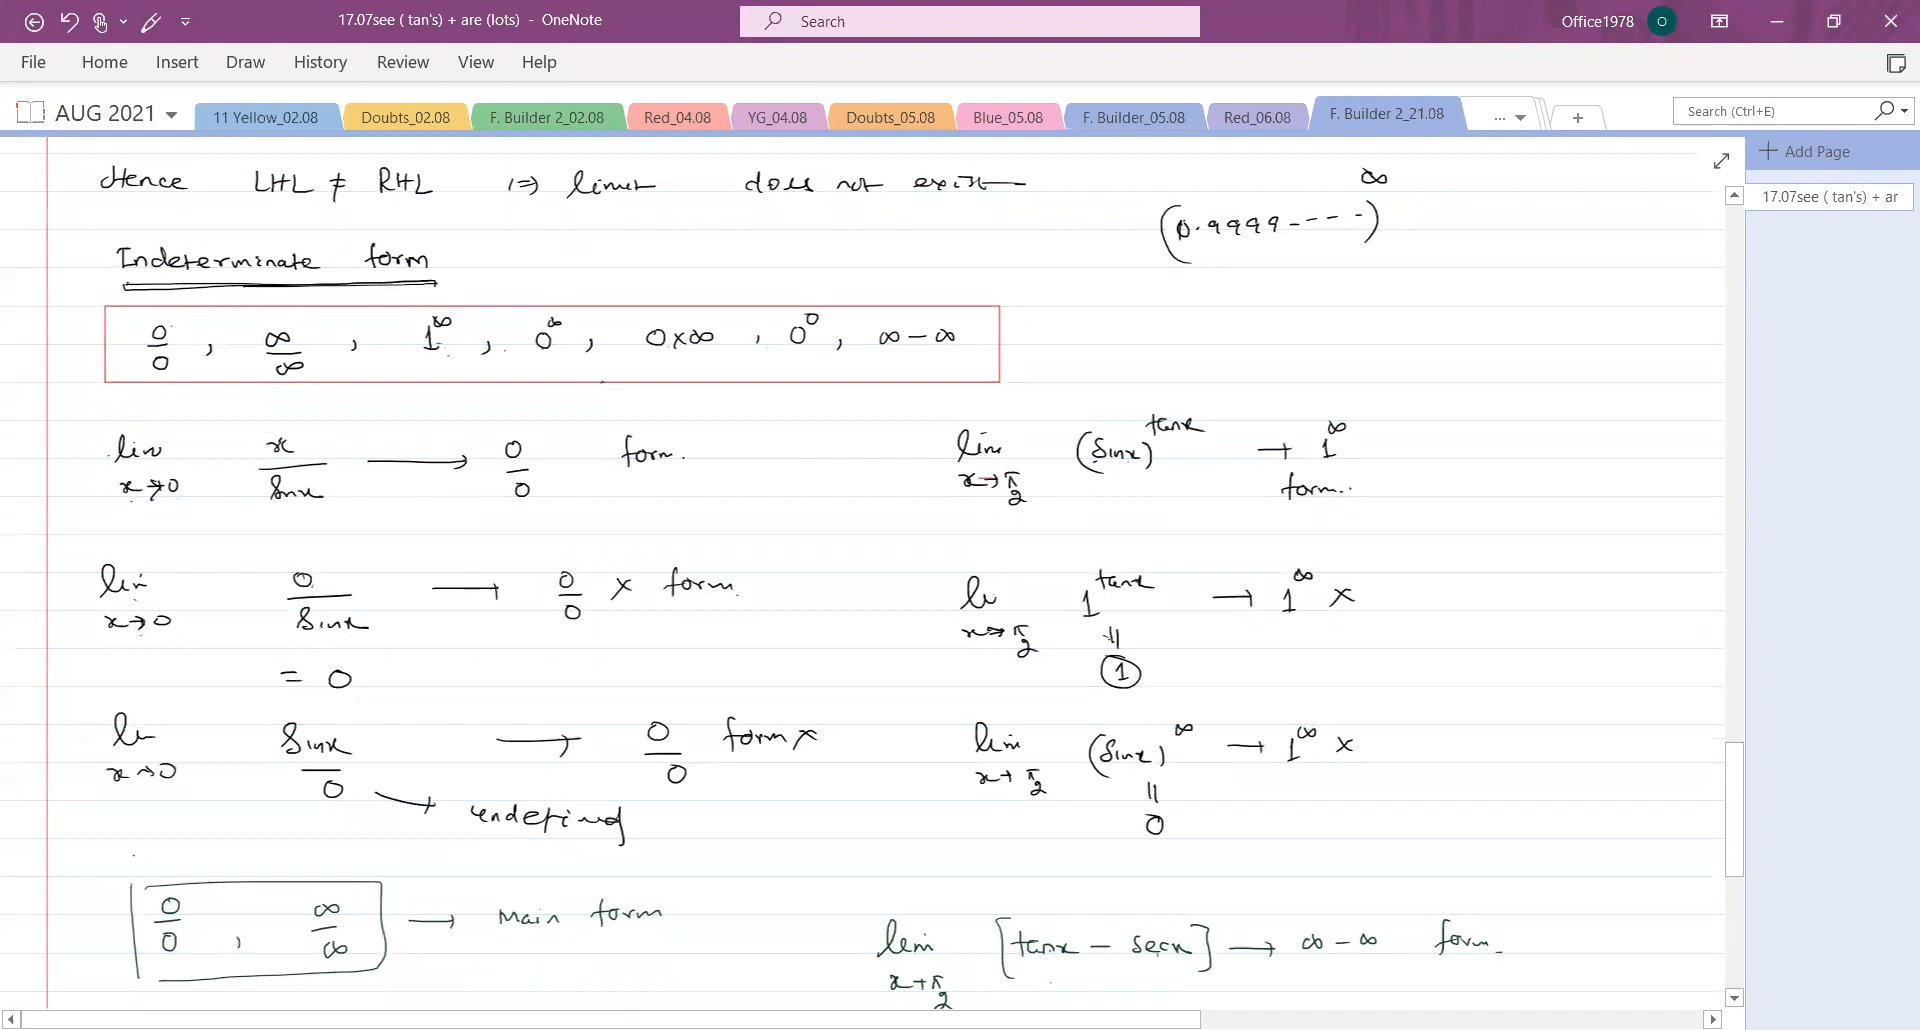 17.07see ( tan's) + are (lots) - OneNote
Search
Office1978
O
File Home Insert Draw History Review View Help
AUG 2021
11 Yellow_02.08 Doubts_02.08 F. Builder 2_02.08 Red_04.08 YG_04.08 Doubts_05.08 Blue_05.08 F. Builder_05.08 Red_06.08 F. Builder 2_21.08 ... +
Search (Ctrl+E)
+ Add Page
17.07see ( tan's) + ar
Hence LHL ≠ RHL ⇒ limit does not exist
(0.9999----)^∞
Indeterminate form
0/0 , ∞/∞ , 1^∞ , 0^∞ , 0×∞ , 0^0 , ∞-∞
lim x→0 x/Sinx → 0/0 form.
lim x→π/2 (Sinx)^tanx → 1^∞ form..
lim x→0 0/Sinx → 0/0 × form.
= 0
li x→π/2 1^tanx → 1^∞ ×
=
1
li x→0 Sinx/0 → 0/0 form ×
→ undefined
lim x→π/2 (Sinx)^∞ → 1^∞ ×
=
0
0/0 , ∞/∞ → Main form
lim x→π/2 [tanx - secx] → ∞-∞ form.